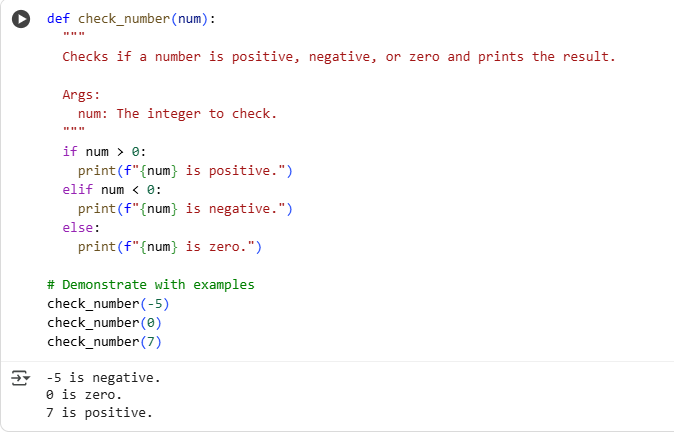 def check_number(num):
  """
  Checks if a number is positive, negative, or zero and prints the result.

  Args:
    num: The integer to check.
  """
  if num > 0:
    print(f"{num} is positive.")
  elif num < 0:
    print(f"{num} is negative.")
  else:
    print(f"{num} is zero.")

# Demonstrate with examples
check_number(-5)
check_number(0)
check_number(7)
-5 is negative.
0 is zero.
7 is positive.